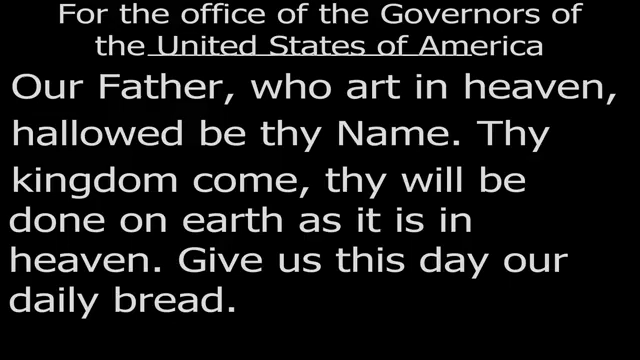 For the office of the Governors of
the United States of America
Our Father, who art in heaven,
hallowed be thy Name. Thy
kingdom come, thy will be
done on earth as it is in
heaven. Give us this day our
daily bread.